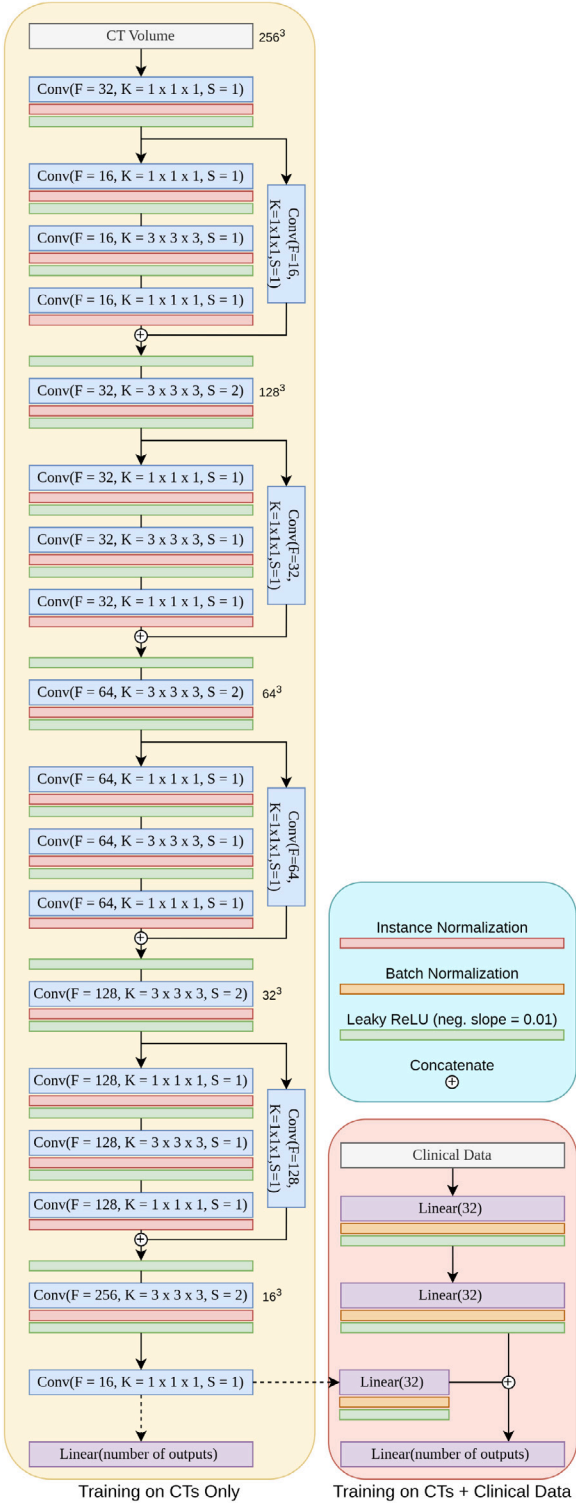 CT Volume
256³
Conv(F = 32, K = 1 x 1 x 1, S = 1)
Conv(F = 16, K = 1 x 1 x 1, S = 1)
Conv(F = 16, K = 3 x 3 x 3, S = 1)
Conv(F = 16, K = 1 x 1 x 1, S = 1)
Conv(F=16,
K=1x1x1,S=1)
Conv(F = 32, K = 3 x 3 x 3, S = 2)
128³
Conv(F = 32, K = 1 x 1 x 1, S = 1)
Conv(F = 32, K = 3 x 3 x 3, S = 1)
Conv(F = 32, K = 1 x 1 x 1, S = 1)
Conv(F=32,
K=1x1x1,S=1)
Conv(F = 64, K = 3 x 3 x 3, S = 2)
64³
Conv(F = 64, K = 1 x 1 x 1, S = 1)
Conv(F = 64, K = 3 x 3 x 3, S = 1)
Conv(F = 64, K = 1 x 1 x 1, S = 1)
Conv(F=64,
K=1x1x1,S=1)
Conv(F = 128, K = 3 x 3 x 3, S = 2)
32³
Conv(F = 128, K = 1 x 1 x 1, S = 1)
Conv(F = 128, K = 3 x 3 x 3, S = 1)
Conv(F = 128, K = 1 x 1 x 1, S = 1)
Conv(F=128,
K=1x1x1,S=1)
Conv(F = 256, K = 3 x 3 x 3, S = 2)
16³
Conv(F = 16, K = 1 x 1 x 1, S = 1)
Linear(number of outputs)
Training on CTs Only
Instance Normalization
Batch Normalization
Leaky ReLU (neg. slope = 0.01)
Concatenate
Clinical Data
Linear(32)
Linear(32)
Linear(32)
Linear(number of outputs)
Training on CTs + Clinical Data